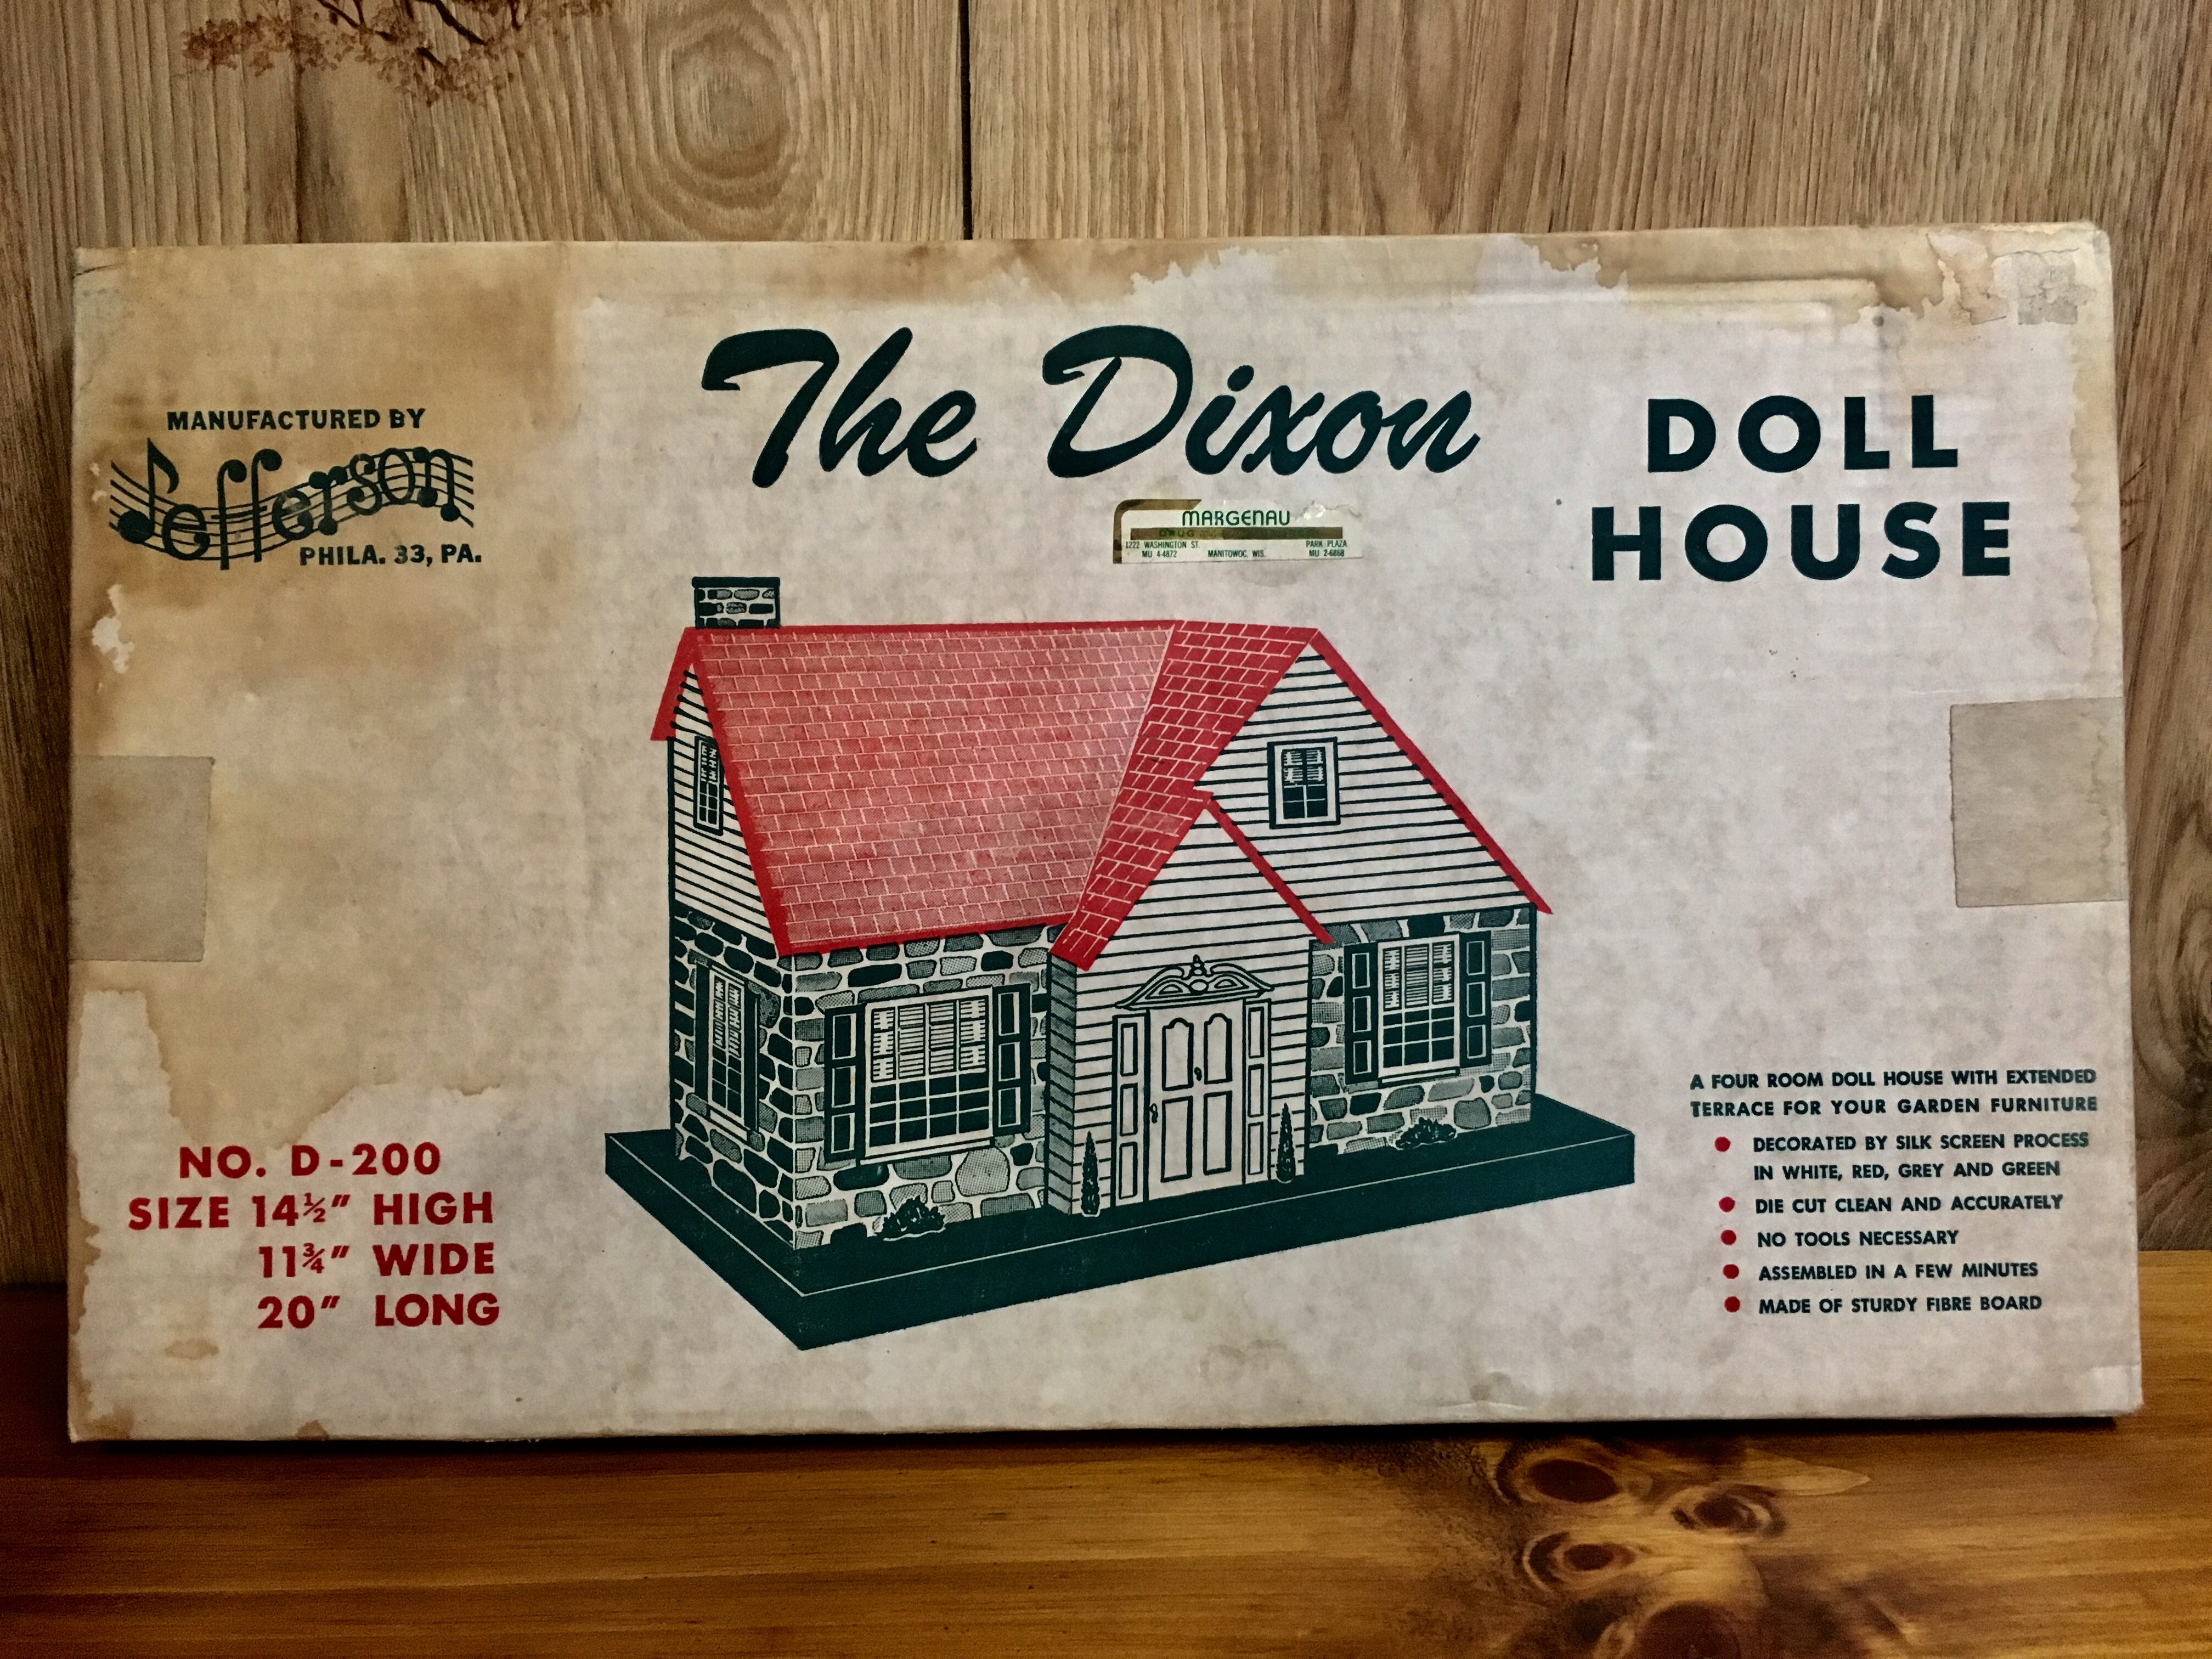 The Dixon
DOLL
HOUSE
MANUFACTURED BY
Jefferson
PHILA. 33, PA.
MARGENAU
DRUG
1222 WASHINGTON ST. PARK PLAZA
MU 4-4872 MANITOWOC, WIS. MU 2-6868
NO. D-200
SIZE 14½" HIGH
11¾" WIDE
20" LONG
A FOUR ROOM DOLL HOUSE WITH EXTENDED
TERRACE FOR YOUR GARDEN FURNITURE
● DECORATED BY SILK SCREEN PROCESS
IN WHITE, RED, GREY AND GREEN
● DIE CUT CLEAN AND ACCURATELY
● NO TOOLS NECESSARY
● ASSEMBLED IN A FEW MINUTES
● MADE OF STURDY FIBRE BOARD